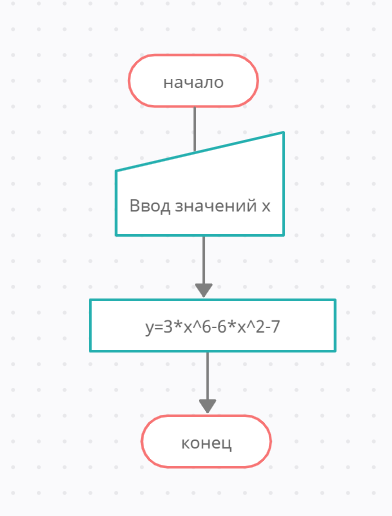 начало
Ввод значений x
y=3*x^6-6*x^2-7
конец